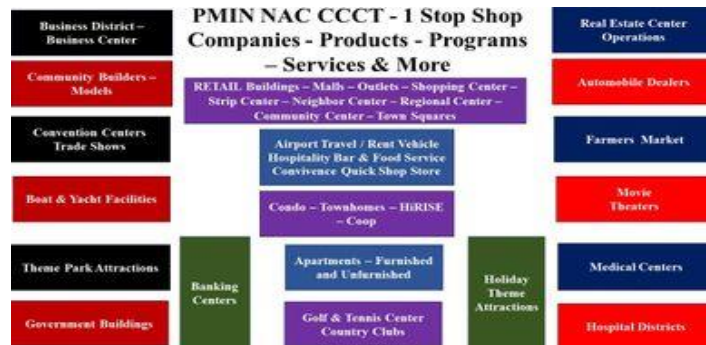 PMIN NAC CCCT - 1 Stop Shop
Companies - Products - Programs
– Services & More
Business District –
Business Center
Community Builders –
Models
Convention Centers
Trade Shows
Boat & Yacht Facilities
Theme Park Attractions
Government Buildings
Banking
Centers
RETAIL Buildings – Malls – Outlets – Shopping Center –
Strip Center – Neighbor Center – Regional Center –
Community Center – Town Squares
Airport Travel / Rent Vehicle
Hospitality Bar & Food Service
Convivence Quick Shop Store
Condo – Townhomes – HiRISE –
Coop
Apartments – Furnished
and Unfurnished
Golf & Tennis Center
Country Clubs
Holiday
Theme
Attractions
Real Estate Center
Operations
Automobile Dealers
Farmers Market
Movie
Theaters
Medical Centers
Hospital Districts